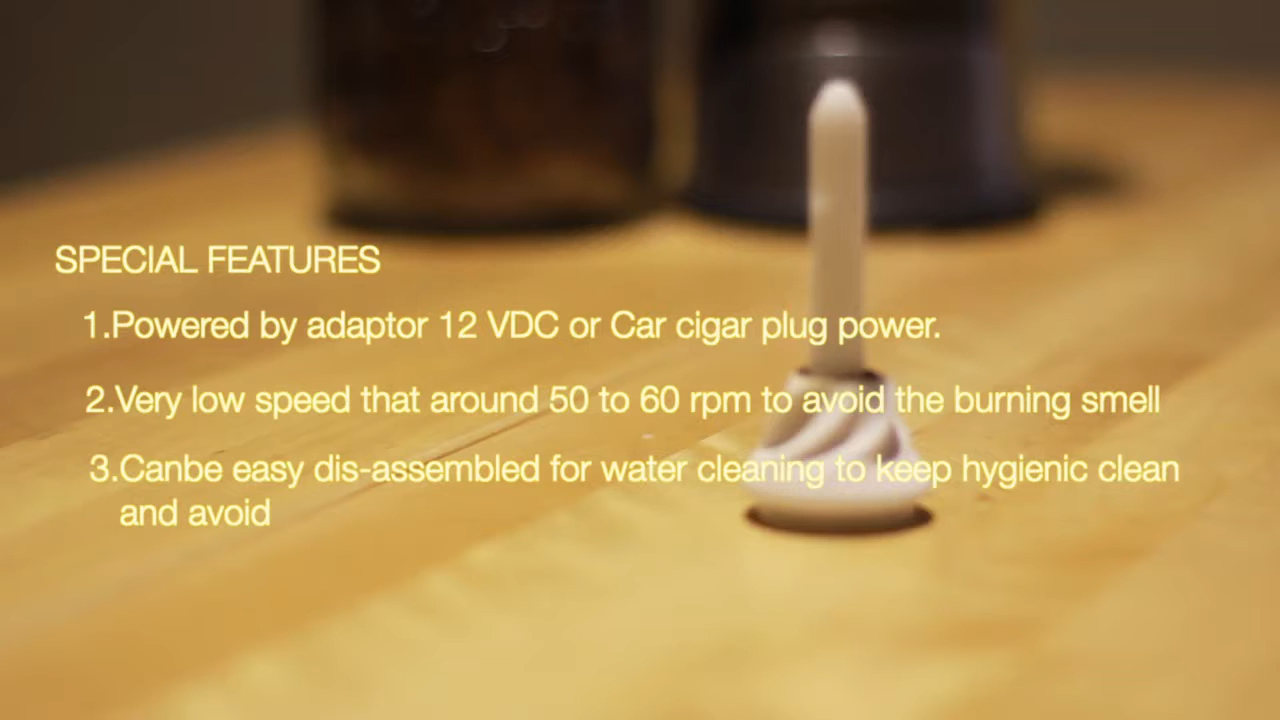 SPECIAL FEATURES
1.Powered by adaptor 12 VDC or Car cigar plug power.
2.Very low speed that around 50 to 60 rpm to avoid the burning smell
3.Canbe easy dis-assembled for water cleaning to keep hygienic clean
and avoid